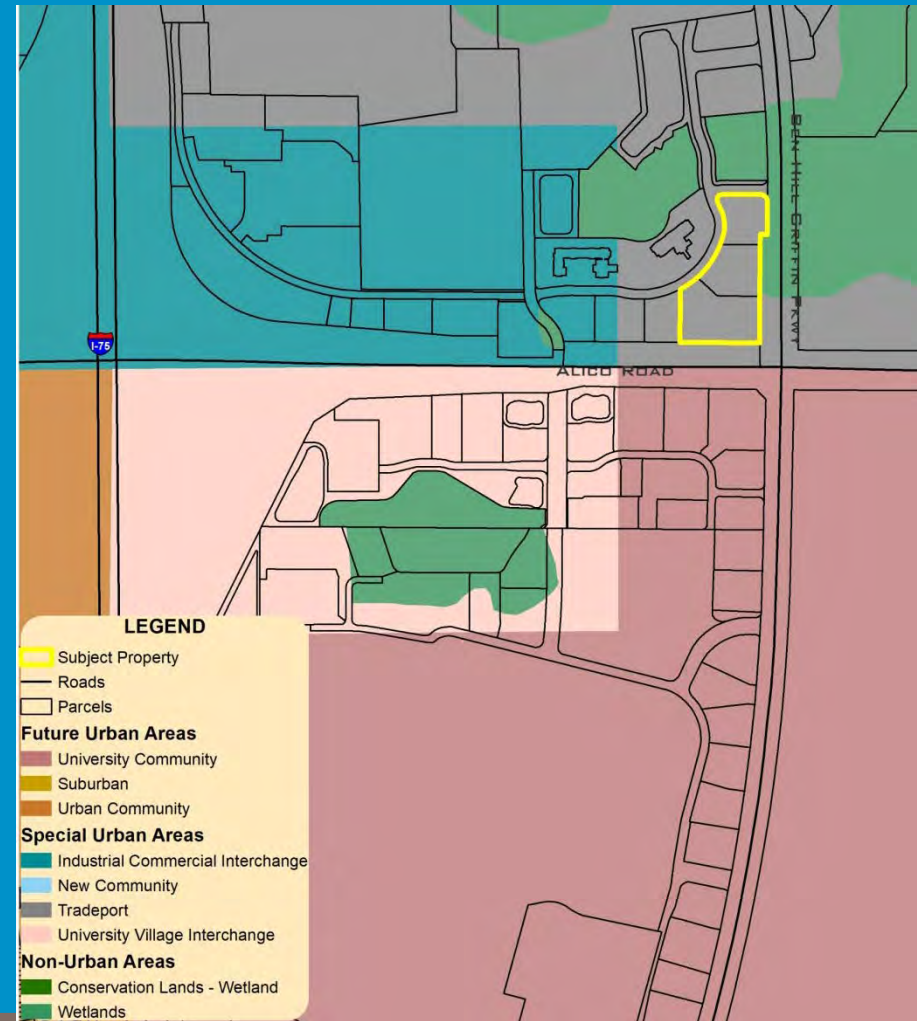 BEN HILL GRIFFIN PKWY
I-75
ALICO ROAD
LEGEND
Subject Property
Roads
Parcels
Future Urban Areas
University Community
Suburban
Urban Community
Special Urban Areas
Industrial Commercial Interchange
New Community
Tradeport
University Village Interchange
Non-Urban Areas
Conservation Lands - Wetland
Wetlands